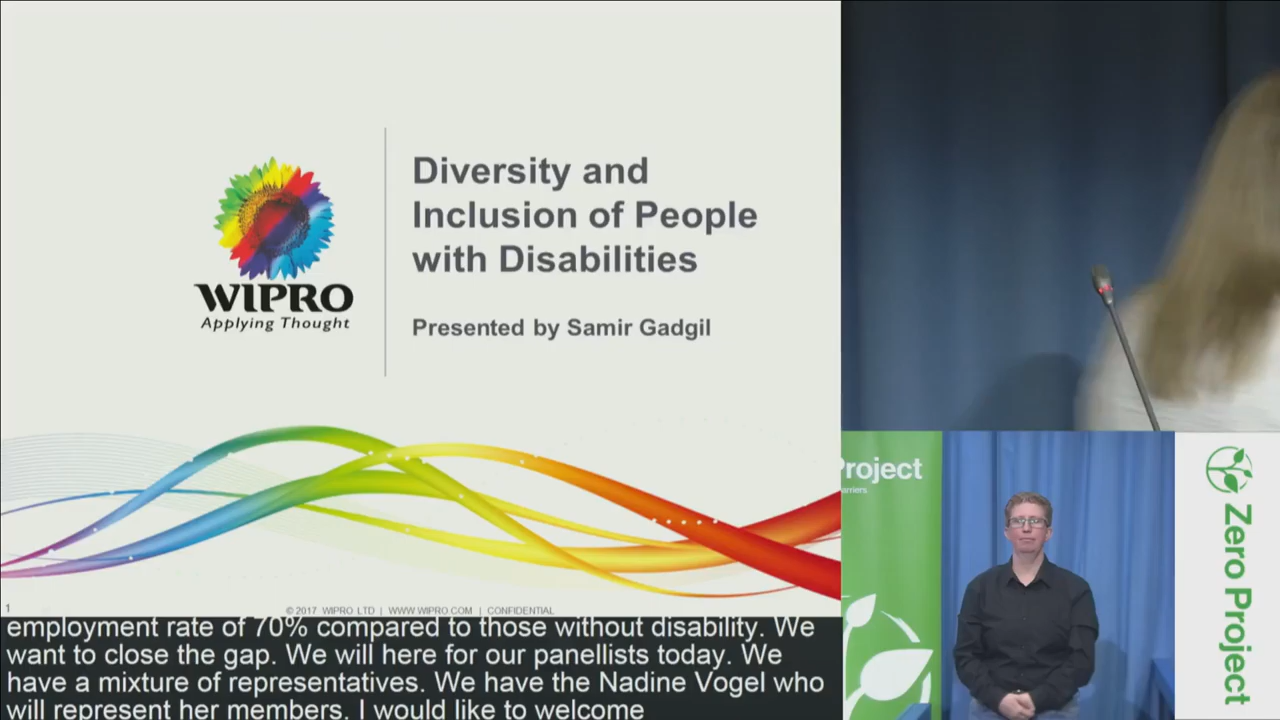 Diversity and
Inclusion of People
with Disabilities
WIPRO
Applying Thought
Presented by Samir Gadgil
1
© 2017 WIPRO LTD | WWW.WIPRO.COM | CONFIDENTIAL
employment rate of 70% compared to those without disability. We
want to close the gap. We will here for our panellists today. We
have a mixture of representatives. We have the Nadine Vogel who
will represent her members. I would like to welcome
Project
arriers
Zero Project